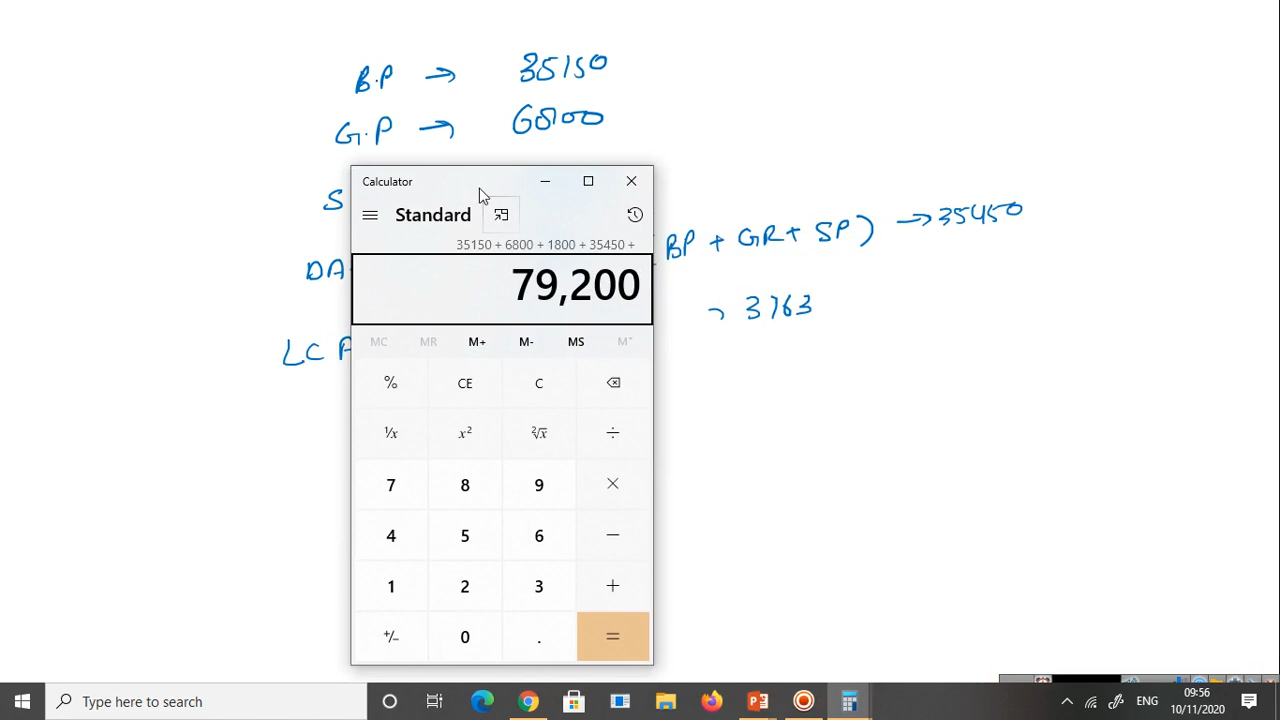 B.P → 35150
G.P → 6800
S
DA
BP + GR + SP) → 35450
3763
LC A
Calculator
Standard
35150 + 6800 + 1800 + 35450 +
79,200
MC MR M+ M- MS M˅
% CE C
¹/x x² ²√x ÷
7 8 9 ×
4 5 6 −
1 2 3 +
+/− 0 . =
Type here to search
ENG
09:56
10/11/2020